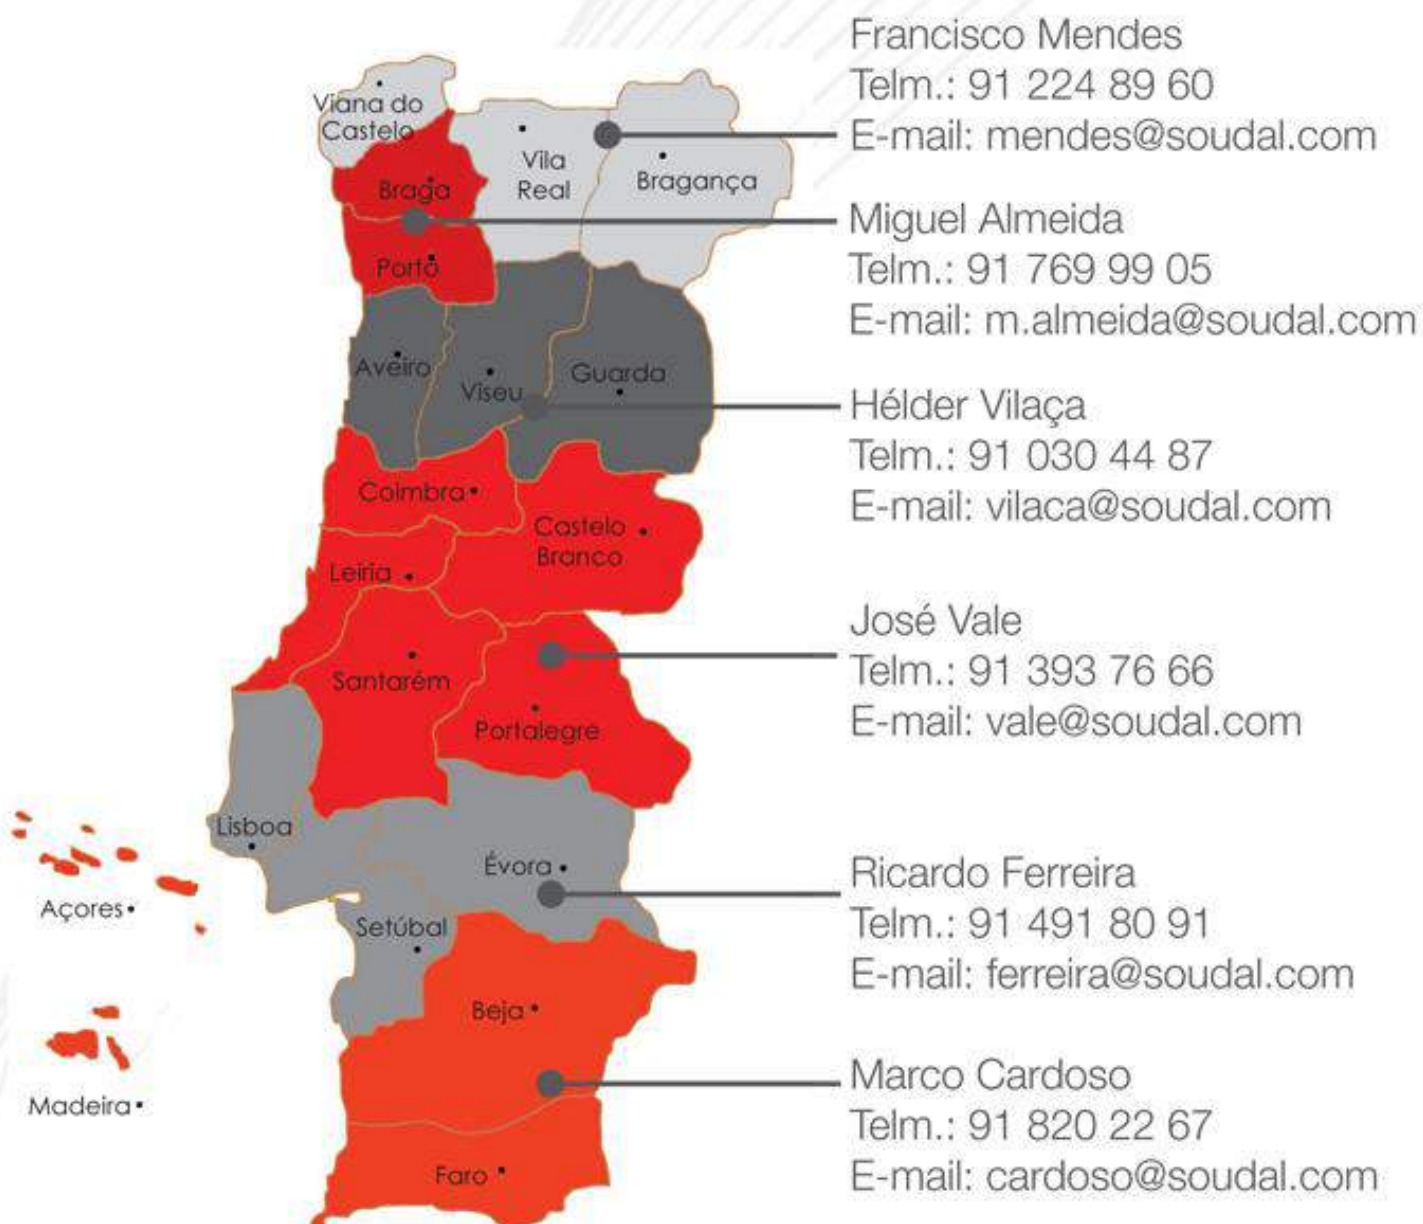 Francisco Mendes
Telm.: 91 224 89 60
E-mail: mendes@soudal.com
Miguel Almeida
Telm.: 91 769 99 05
E-mail: m.almeida@soudal.com
Hélder Vilaça
Telm.: 91 030 44 87
E-mail: vilaca@soudal.com
José Vale
Telm.: 91 393 76 66
E-mail: vale@soudal.com
Ricardo Ferreira
Telm.: 91 491 80 91
E-mail: ferreira@soudal.com
Marco Cardoso
Telm.: 91 820 22 67
E-mail: cardoso@soudal.com
Viana do
Castelo
Braga
Vila
Real
Bragança
Porto
Aveiro
Viseu
Guarda
Coimbra
Castelo
Branco
Leiria
Santarém
Portalegre
Lisboa
Évora
Setúbal
Açores
Beja
Madeira
Faro